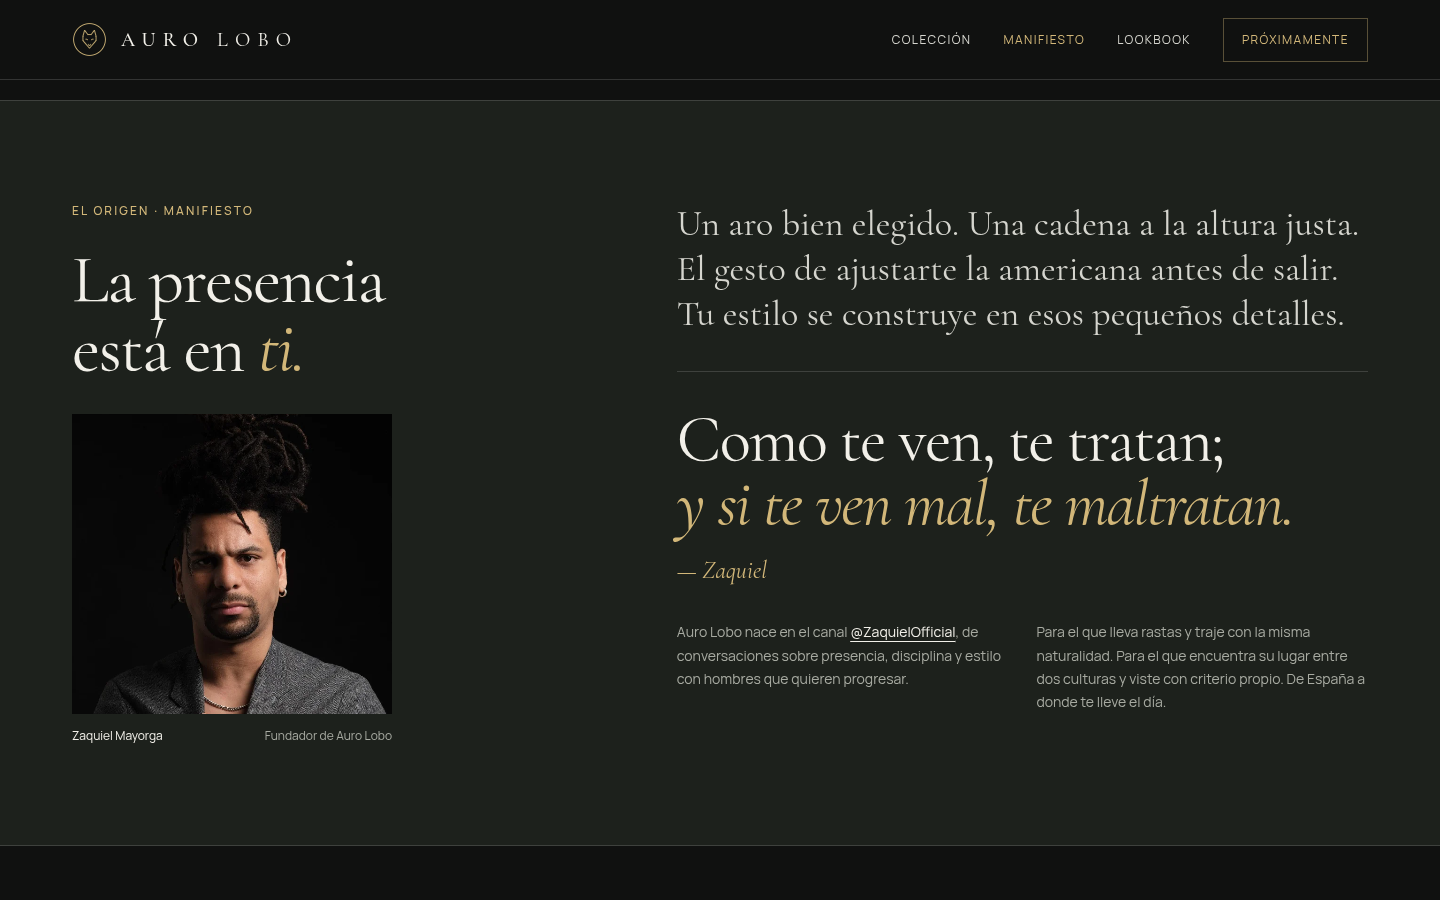 AURO LOBO
COLECCIÓN
MANIFIESTO
LOOKBOOK
PRÓXIMAMENTE
EL ORIGEN · MANIFIESTO
La presencia
está en ti.
Zaquiel Mayorga
Fundador de Auro Lobo
Un aro bien elegido. Una cadena a la altura justa.
El gesto de ajustarte la americana antes de salir.
Tu estilo se construye en esos pequeños detalles.
Como te ven, te tratan;
y si te ven mal, te maltratan.
— Zaquiel
Auro Lobo nace en el canal @ZaquielOfficial, de
conversaciones sobre presencia, disciplina y estilo
con hombres que quieren progresar.
Para el que lleva rastas y traje con la misma
naturalidad. Para el que encuentra su lugar entre
dos culturas y viste con criterio propio. De España a
donde te lleve el día.